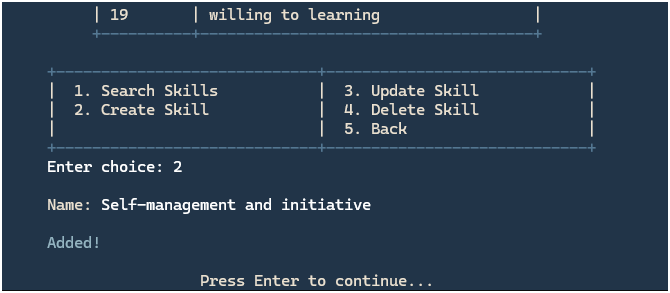 19 willing to learning
1. Search Skills 3. Update Skill
2. Create Skill 4. Delete Skill
5. Back
Enter choice: 2
Name: Self-management and initiative
Added!
Press Enter to continue...